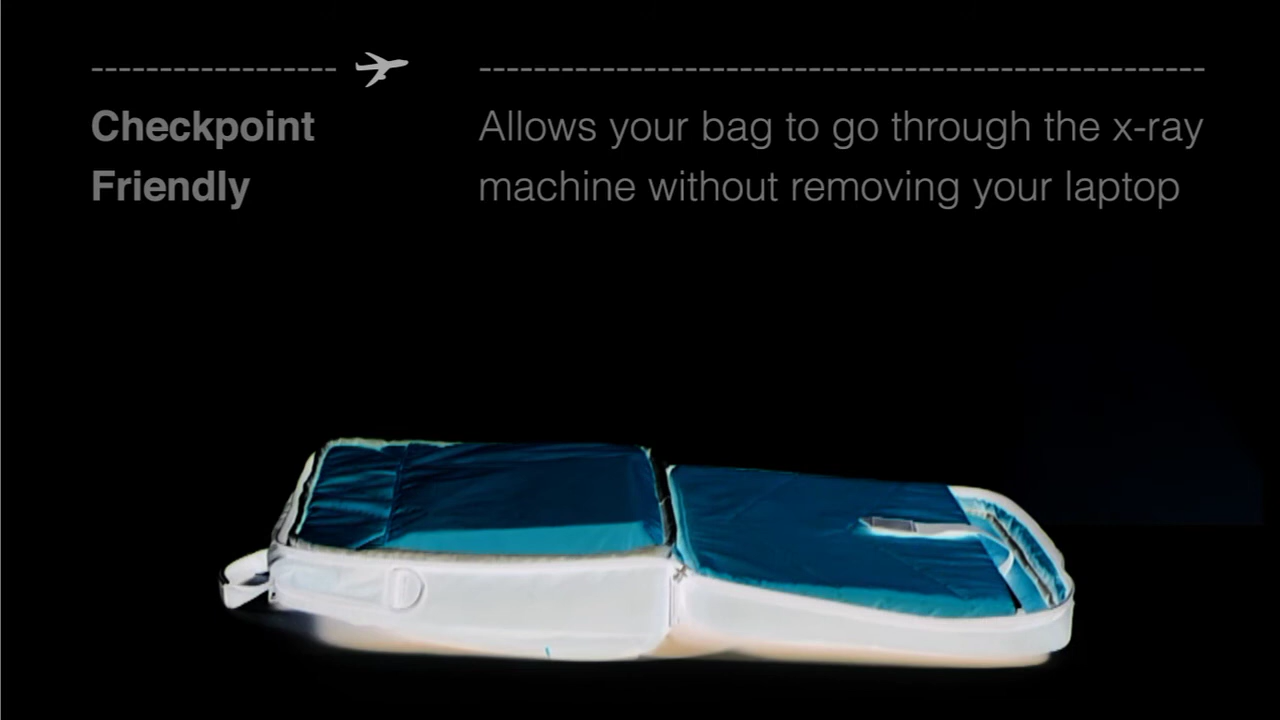 Checkpoint
Friendly
Allows your bag to go through the x-ray
machine without removing your laptop